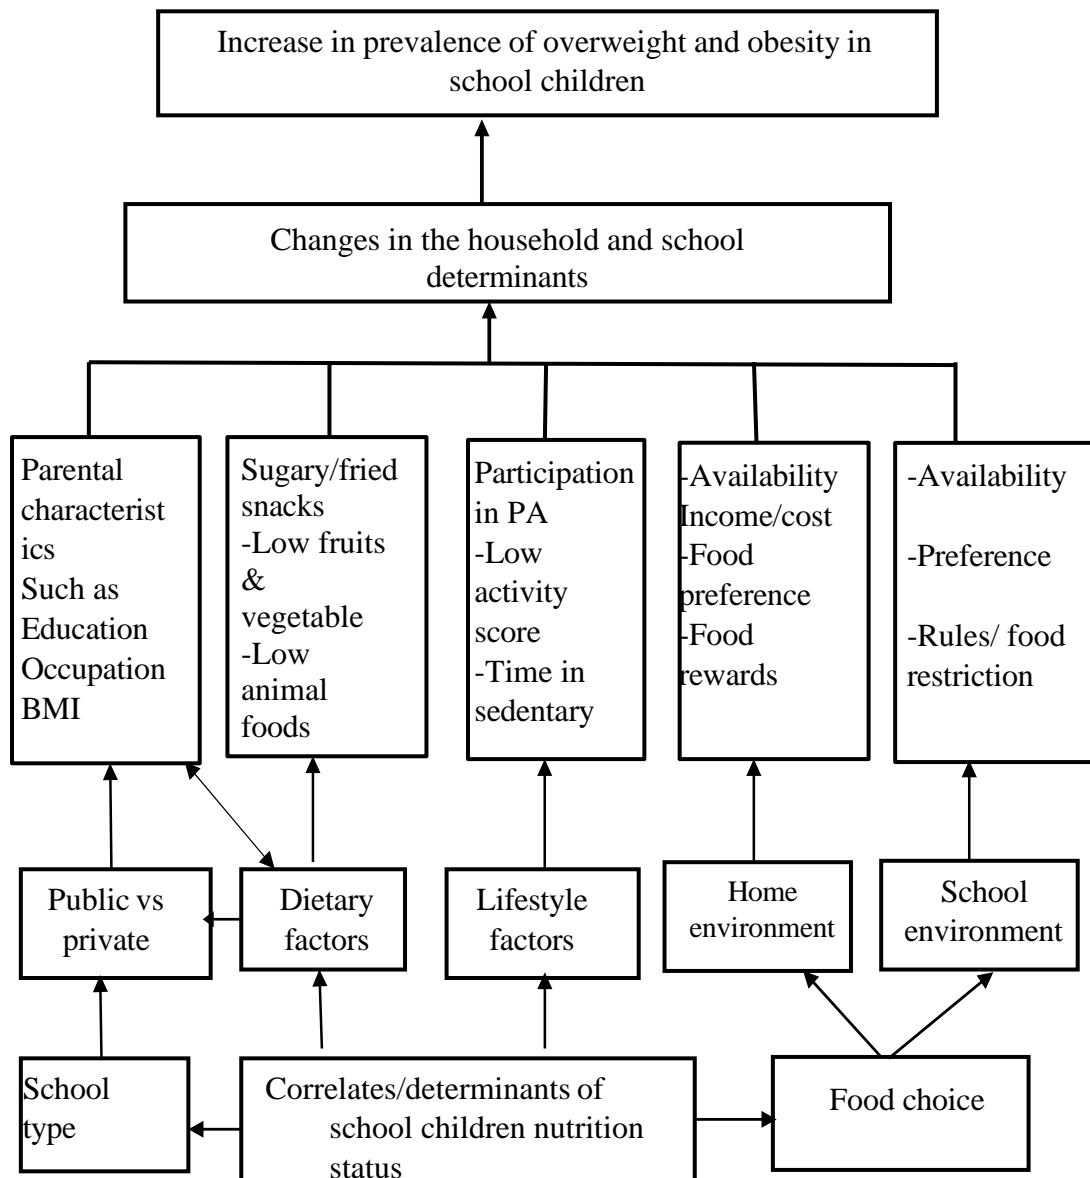 Increase in prevalence of overweight and obesity in
school children
Changes in the household and school
determinants
Parental
characterist
ics
Such as
Education
Occupation
BMI
Sugary/fried
snacks
-Low fruits
&
vegetable
-Low
animal
foods
Participation
in PA
-Low
activity
score
-Time in
sedentary
-Availability
Income/cost
-Food
preference
-Food
rewards
-Availability
-Preference
-Rules/ food
restriction
Public vs
private
Dietary
factors
Lifestyle
factors
Home
environment
School
environment
School
type
Correlates/determinants of
school children nutrition
status
Food choice